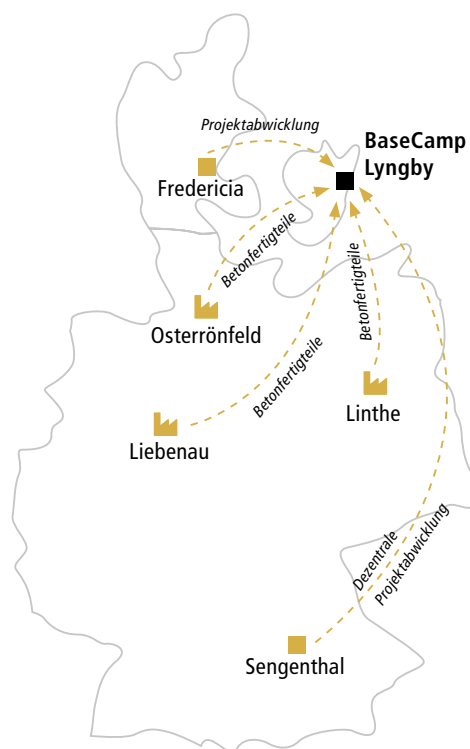 Projektabwicklung
BaseCamp
Lyngby
Fredericia
Betonfertigteile
Betonfertigteile
Osterrönfeld
Betonfertigteile
Linthe
Liebenau
Dezentrale
Projektabwicklung
Sengenthal